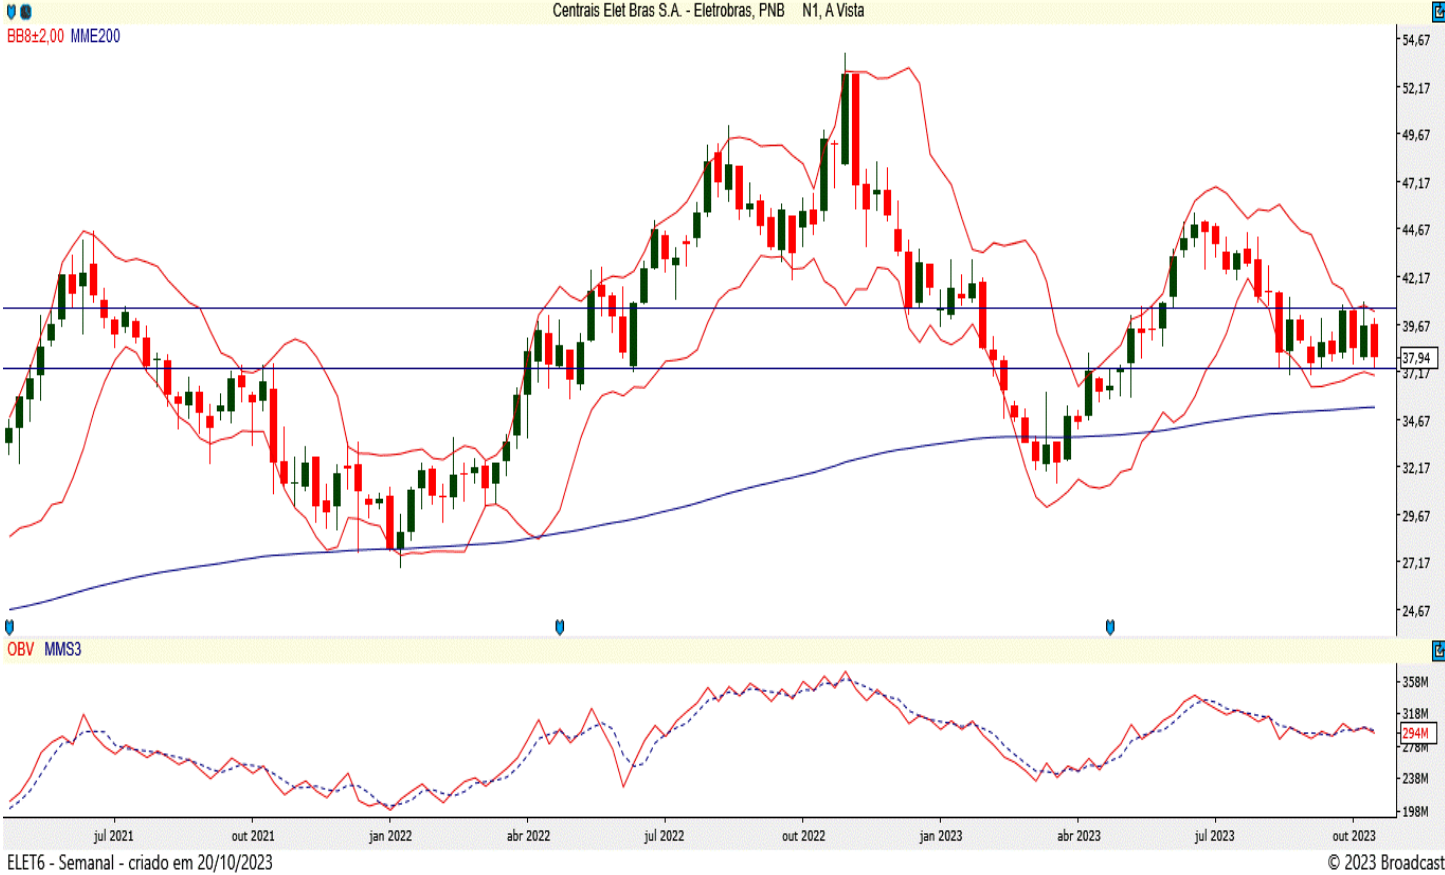 Centrais Elet Bras S.A. - Eletrobras, PNB N1, A Vista
BB8±2,00 MME200
54,67
52,17
49,67
47,17
44,67
42,17
39,67
37,94
37,17
34,67
32,17
29,67
27,17
24,67
OBV MMS3
358M
318M
294M
278M
238M
198M
jul 2021 out 2021 jan 2022 abr 2022 jul 2022 out 2022 jan 2023 abr 2023 jul 2023 out 2023
ELET6 - Semanal - criado em 20/10/2023 © 2023 Broadcast